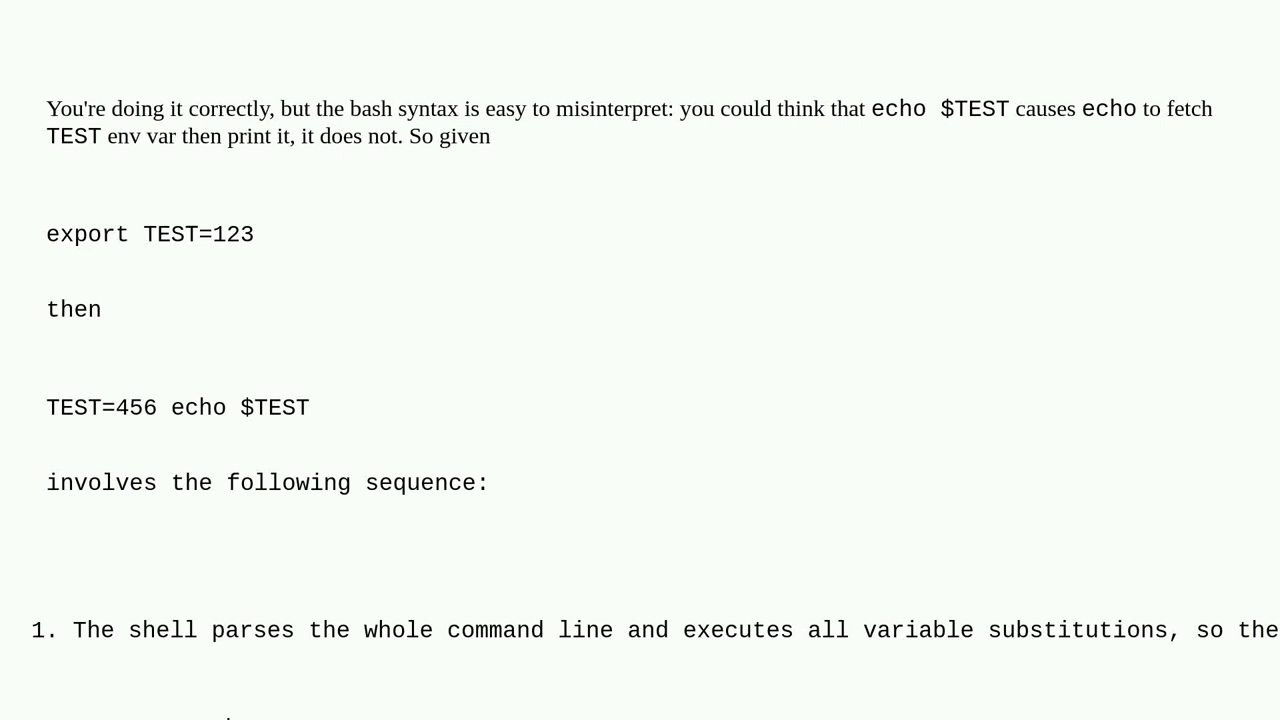 You're doing it correctly, but the bash syntax is easy to misinterpret: you could think that echo $TEST causes echo to fetch
TEST env var then print it, it does not. So given
export TEST=123
then
TEST=456 echo $TEST
involves the following sequence:
1. The shell parses the whole command line and executes all variable substitutions, so the